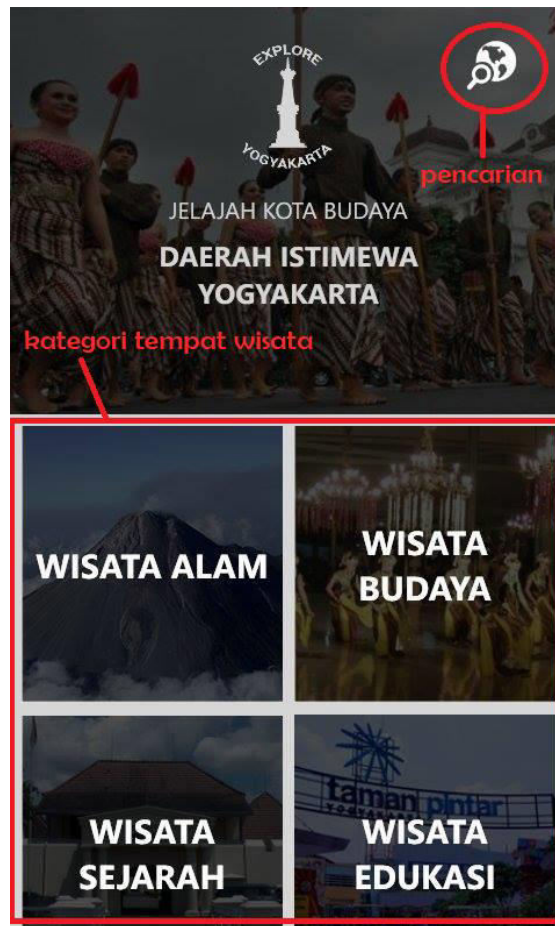 EXPLORE
YOGYAKARTA
pencarian
JELAJAH KOTA BUDAYA
DAERAH ISTIMEWA
YOGYAKARTA
kategori tempat wisata
WISATA ALAM
WISATA
BUDAYA
taman pintar
YOGYAKARTA
WISATA
SEJARAH
WISATA
EDUKASI